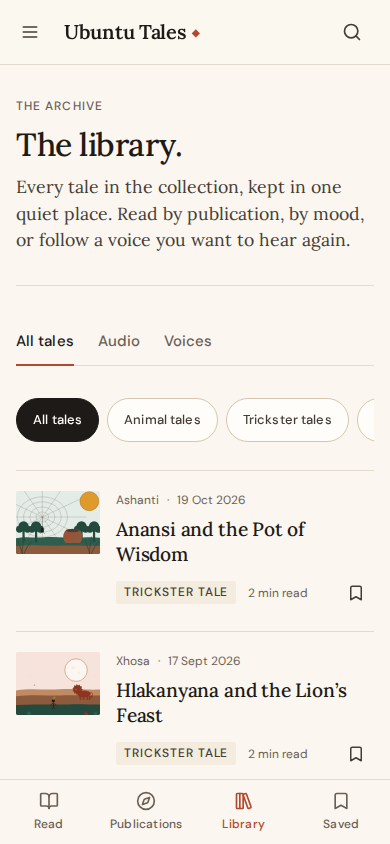 Ubuntu Tales
THE ARCHIVE
The library.
Every tale in the collection, kept in one
quiet place. Read by publication, by mood,
or follow a voice you want to hear again.
All tales Audio Voices
All tales Animal tales Trickster tales
Ashanti · 19 Oct 2026
Anansi and the Pot of
Wisdom
TRICKSTER TALE 2 min read
Xhosa · 17 Sept 2026
Hlakanyana and the Lion’s
Feast
TRICKSTER TALE 2 min read
Read Publications Library Saved